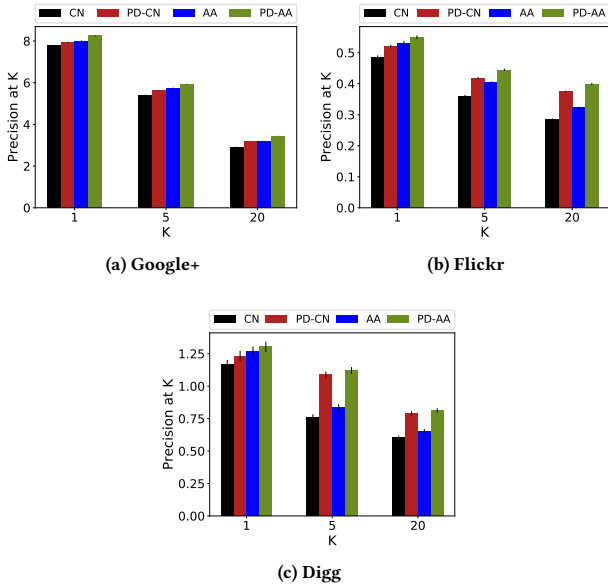 CN PD-CN AA PD-AA
Precision at K
8
6
4
2
0
1 5 20
K
(a) Google+
CN PD-CN AA PD-AA
Precision at K
0.5
0.4
0.3
0.2
0.1
0.0
1 5 20
K
(b) Flickr
CN PD-CN AA PD-AA
Precision at K
1.25
1.00
0.75
0.50
0.25
0.00
1 5 20
K
(c) Digg